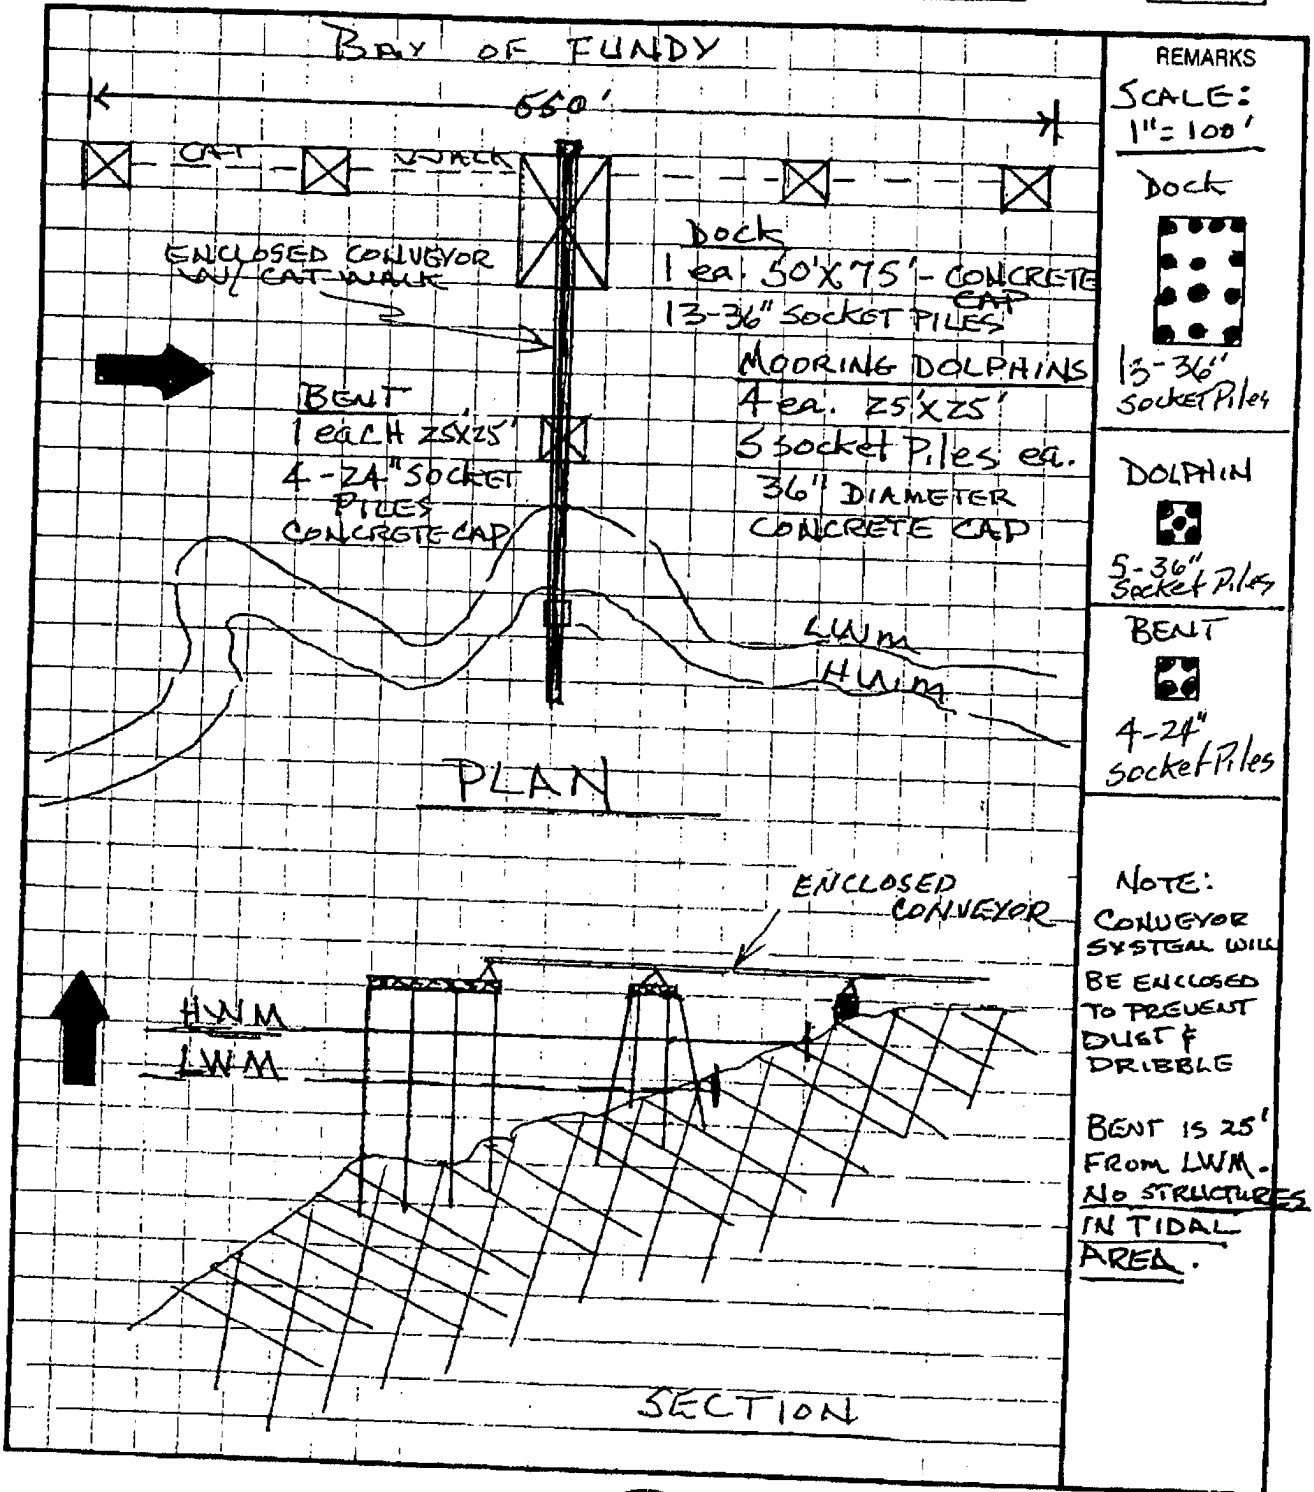 BAY OF FUNDY
550'
CAT WALK
ENCLOSED CONVEYOR
W/ CAT WALK
BENT
1 each 25'x25'
4-24" SOCKET
PILES
CONCRETE CAP
Dock
1 ea. 50'X75'- CONCRETE
CAP
13-36" SOCKET PILES
MOORING DOLPHINS
4 ea. 25'X25'
5 socket Piles ea.
36" DIAMETER
CONCRETE CAP
LWM
HWM
PLAN
ENCLOSED
CONVEYOR
HWM
LWM
SECTION
REMARKS
SCALE:
1"=100'
Dock
13-36"
Socket Piles
DOLPHIN
5-36"
Socket Piles
BENT
4-24"
Socket Piles
NOTE:
CONVEYOR
SYSTEM WILL
BE ENCLOSED
TO PREVENT
DUST &
DRIBBLE
BENT IS 25'
FROM LWM-
NO STRUCTURES
IN TIDAL
AREA.